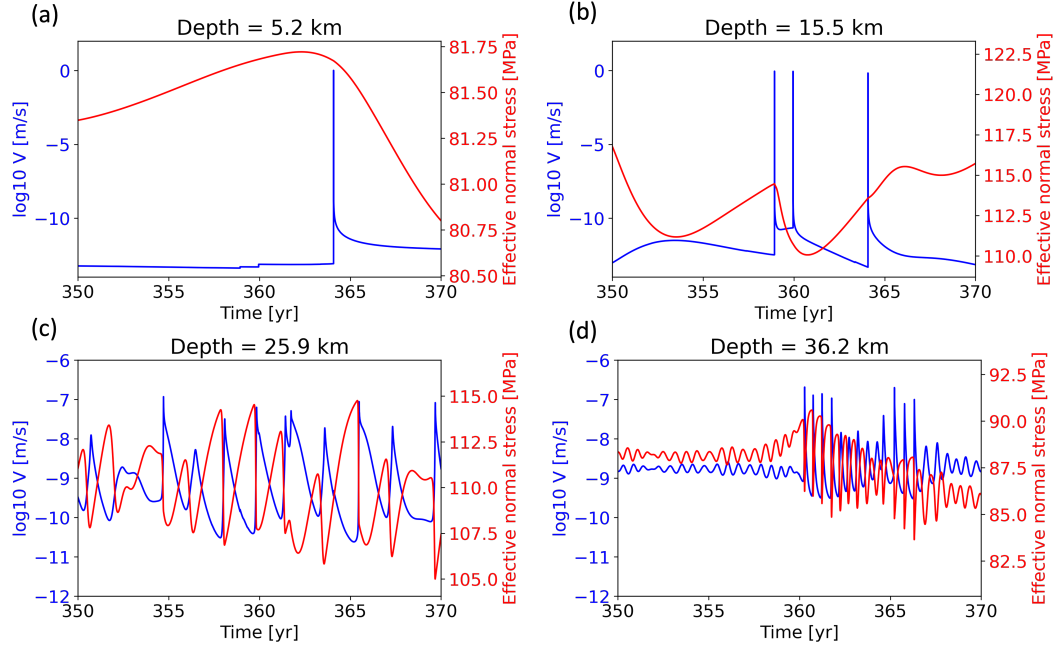 (a)
Depth = 5.2 km
0
−5
−10
log10 V [m/s]
81.75
81.50
81.25
81.00
80.75
80.50
Effective normal stress [MPa]
350 355 360 365 370
Time [yr]
(b)
Depth = 15.5 km
0
−5
−10
log10 V [m/s]
122.5
120.0
117.5
115.0
112.5
110.0
Effective normal stress [MPa]
350 355 360 365 370
Time [yr]
(c)
Depth = 25.9 km
−6
−7
−8
−9
−10
−11
−12
log10 V [m/s]
115.0
112.5
110.0
107.5
105.0
Effective normal stress [MPa]
350 355 360 365 370
Time [yr]
(d)
Depth = 36.2 km
−6
−7
−8
−9
−10
−11
−12
log10 V [m/s]
92.5
90.0
87.5
85.0
82.5
Effective normal stress [MPa]
350 355 360 365 370
Time [yr]